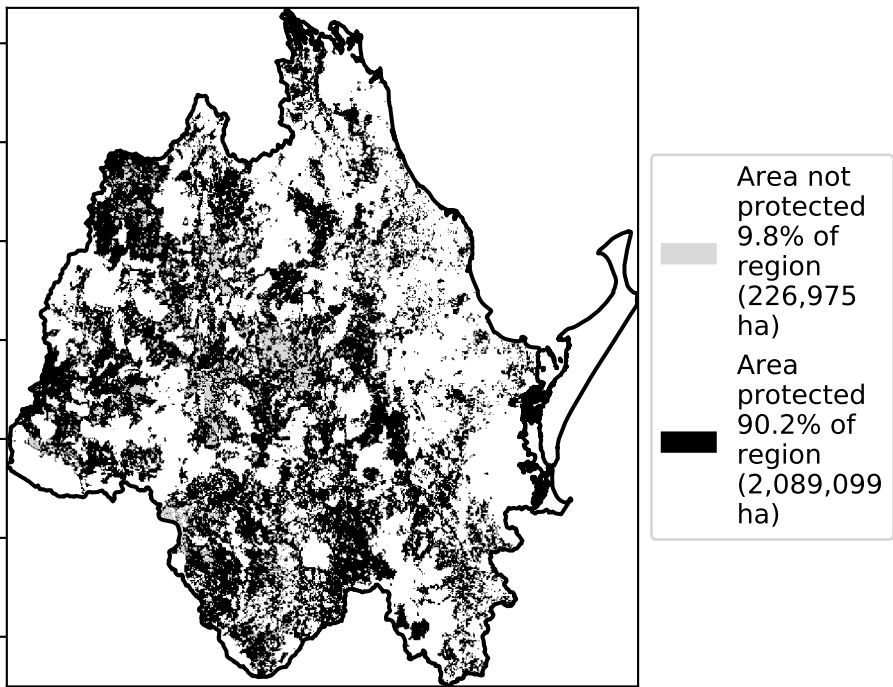 Area not
protected
9.8% of
region
(226,975
ha)
Area
protected
90.2% of
region
(2,089,099
ha)